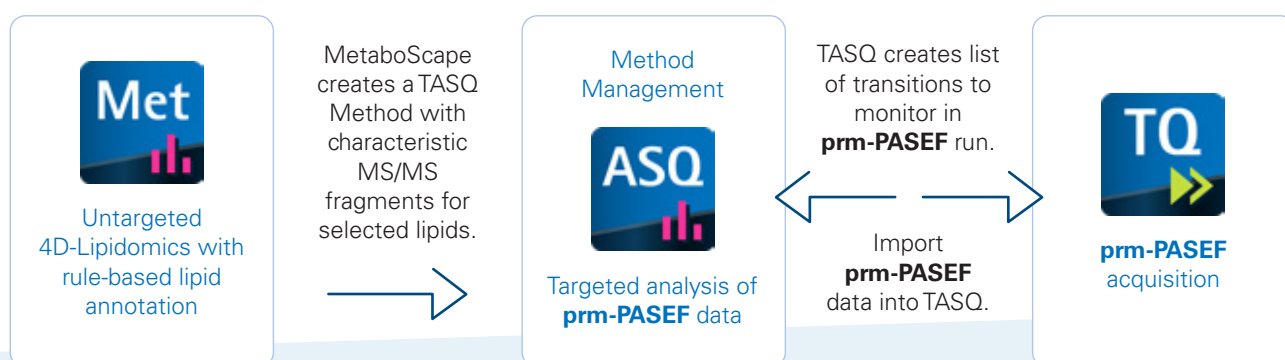 Met
Untargeted
4D-Lipidomics with
rule-based lipid
annotation
MetaboScape
creates a TASQ
Method with
characteristic
MS/MS
fragments for
selected lipids.
Method
Management
ASQ
Targeted analysis of
prm-PASEF data
TASQ creates list
of transitions to
monitor in
prm-PASEF run.
Import
prm-PASEF
data into TASQ.
TQ
prm-PASEF
acquisition